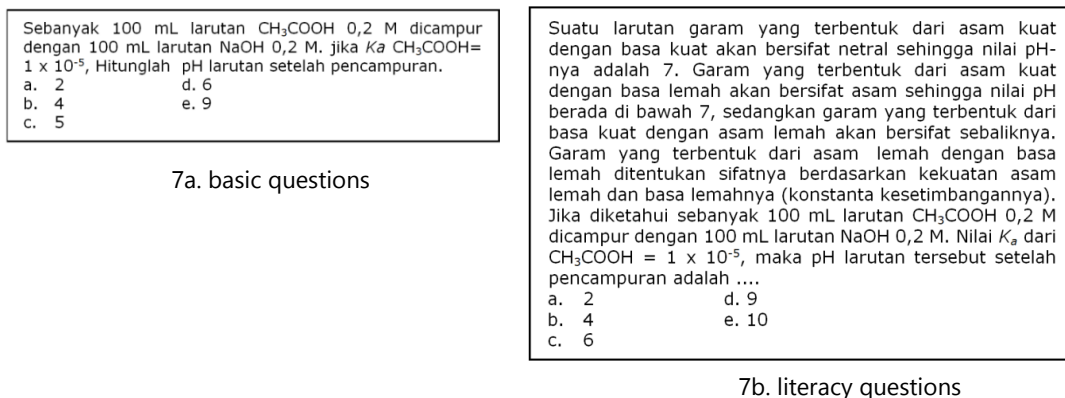 Sebanyak 100 mL larutan CH₃COOH 0,2 M dicampur
dengan 100 mL larutan NaOH 0,2 M. jika Ka CH₃COOH=
1 x 10⁻⁵, Hitunglah pH larutan setelah pencampuran.
a. 2 d. 6
b. 4 e. 9
c. 5
7a. basic questions
Suatu larutan garam yang terbentuk dari asam kuat
dengan basa kuat akan bersifat netral sehingga nilai pH-
nya adalah 7. Garam yang terbentuk dari asam kuat
dengan basa lemah akan bersifat asam sehingga nilai pH
berada di bawah 7, sedangkan garam yang terbentuk dari
basa kuat dengan asam lemah akan bersifat sebaliknya.
Garam yang terbentuk dari asam lemah dengan basa
lemah ditentukan sifatnya berdasarkan kekuatan asam
lemah dan basa lemahnya (konstanta kesetimbangannya).
Jika diketahui sebanyak 100 mL larutan CH₃COOH 0,2 M
dicampur dengan 100 mL larutan NaOH 0,2 M. Nilai Kₐ dari
CH₃COOH = 1 x 10⁻⁵, maka pH larutan tersebut setelah
pencampuran adalah ....
a. 2 d. 9
b. 4 e. 10
c. 6
7b. literacy questions